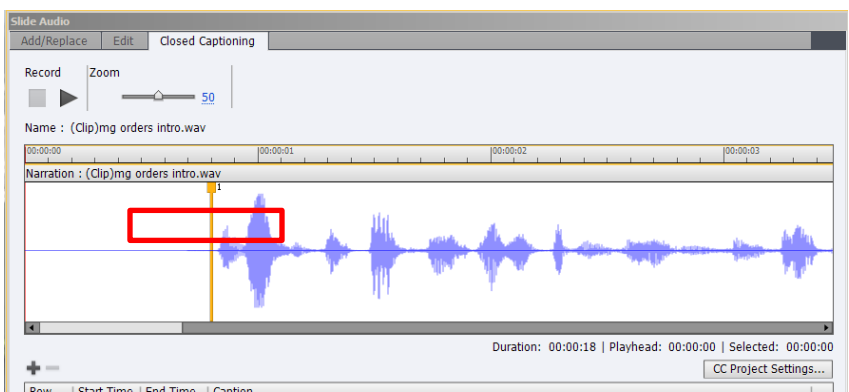 Slide Audio
Add/Replace Edit Closed Captioning
Record Zoom
50
Name : (Clip)mg orders intro.wav
00:00:00 00:00:01 00:00:02 00:00:03
Narration : (Clip)mg orders intro.wav
1
Duration: 00:00:18 | Playhead: 00:00:00 | Selected: 00:00:00
CC Project Settings...
Row Start Time End Time Caption